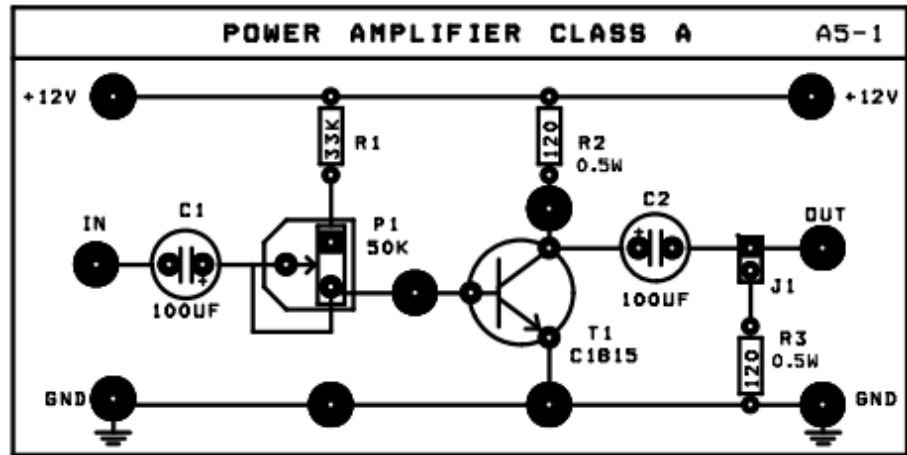 POWER AMPLIFIER CLASS A A5-1
+12V +12V
33K R1
120 R2
0.5W
IN C1 P1 C2 OUT
50K
100UF 100UF J1
T1
C1815
R3
120 0.5W
GND GND